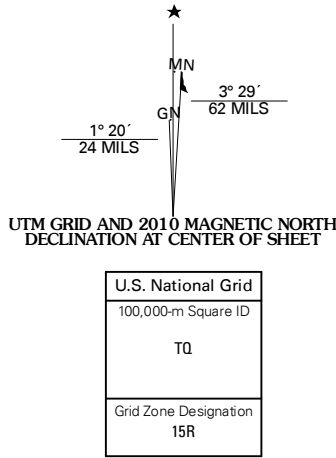 MN
3° 29´
62 MILS
GN
1° 20´
24 MILS
UTM GRID AND 2010 MAGNETIC NORTH
DECLINATION AT CENTER OF SHEET
U.S. National Grid
100,000-m Square ID
TQ
Grid Zone Designation
15R